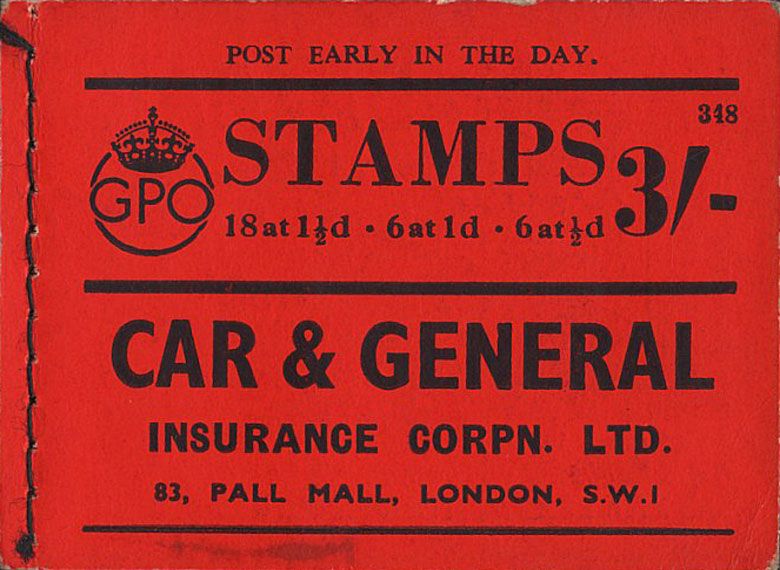 POST EARLY IN THE DAY.
348
GPO
STAMPS 3/-
18 at 1½d · 6 at 1d · 6 at ½d
CAR & GENERAL
INSURANCE CORPN. LTD.
83, PALL MALL, LONDON, S.W.1